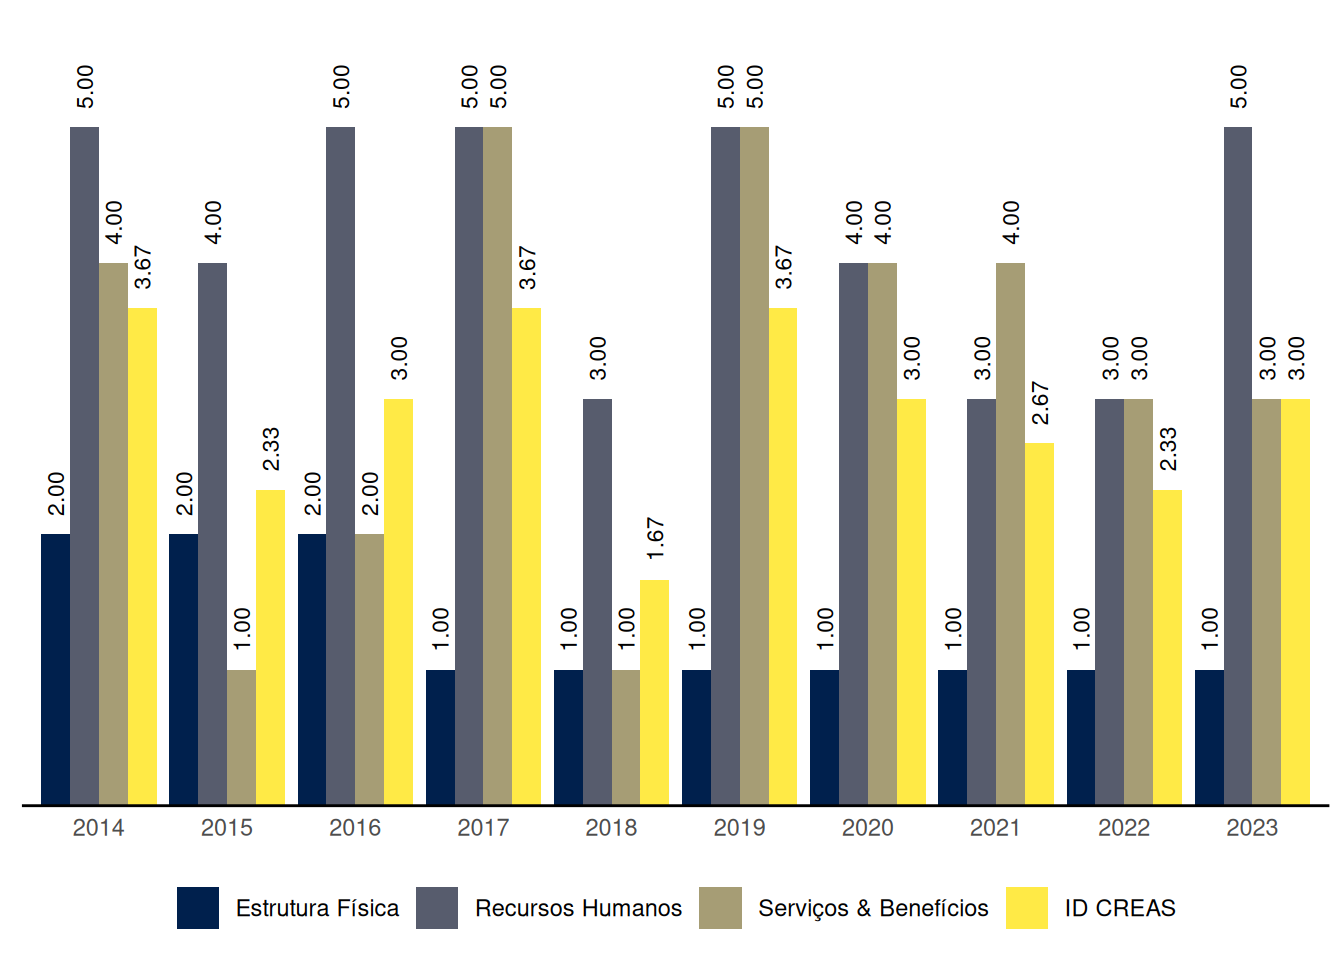 5.00 5.00 5.00 5.00 5.00 5.00 5.00
4.00 4.00 4.00 4.00 4.00
3.67 3.67 3.67
3.00 3.00 3.00 3.00 3.00 3.00 3.00 3.00
2.33 2.67 2.33
2.00 2.00 2.00 2.00
1.67
1.00 1.00 1.00 1.00 1.00 1.00 1.00 1.00 1.00
2014 2015 2016 2017 2018 2019 2020 2021 2022 2023
Estrutura Física Recursos Humanos Serviços & Benefícios ID CREAS